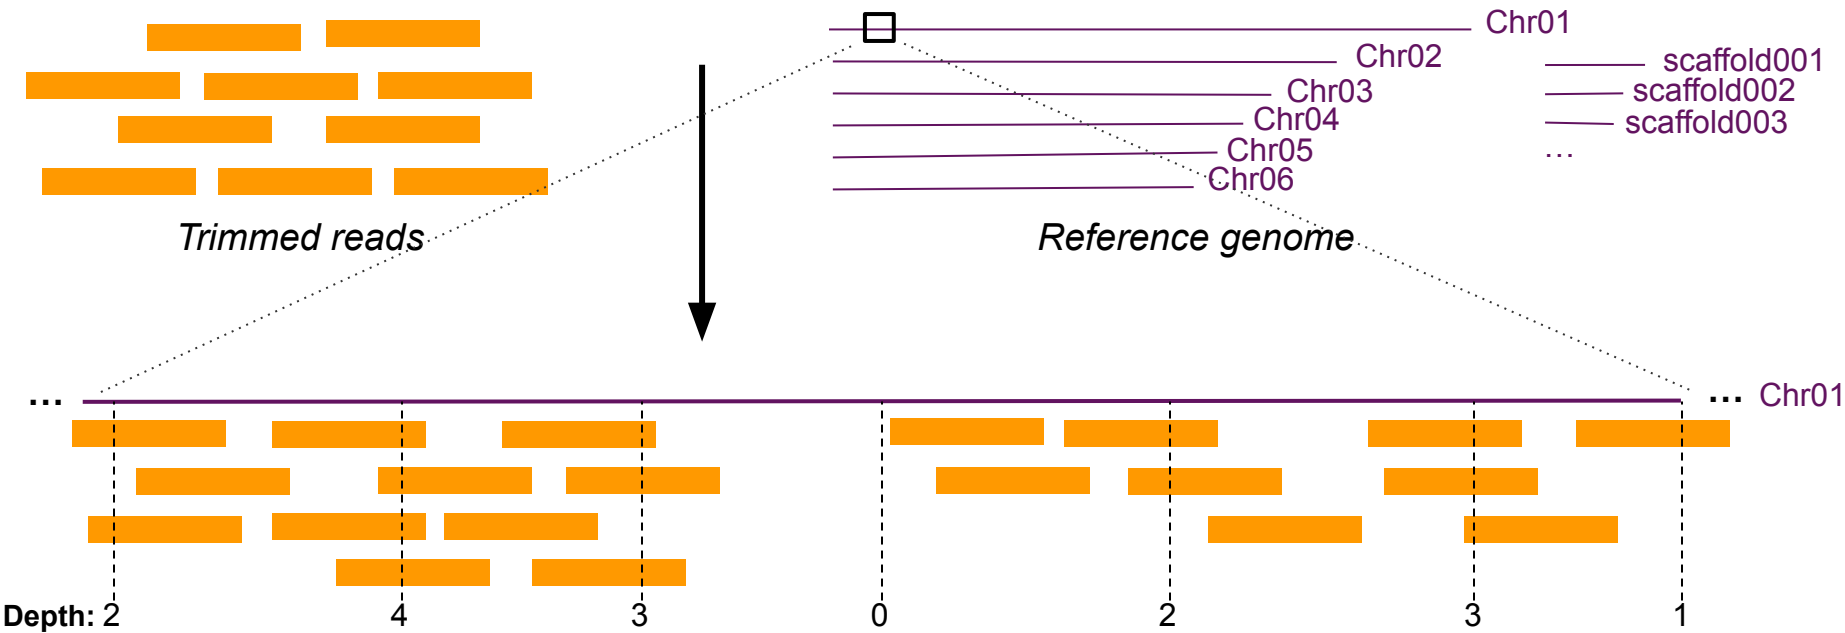 Chr01
Chr02
scaffold001
Chr03
scaffold002
Chr04
scaffold003
Chr05
...
Chr06
Trimmed reads
Reference genome
... ... Chr01
Depth: 2 4 3 0 2 3 1